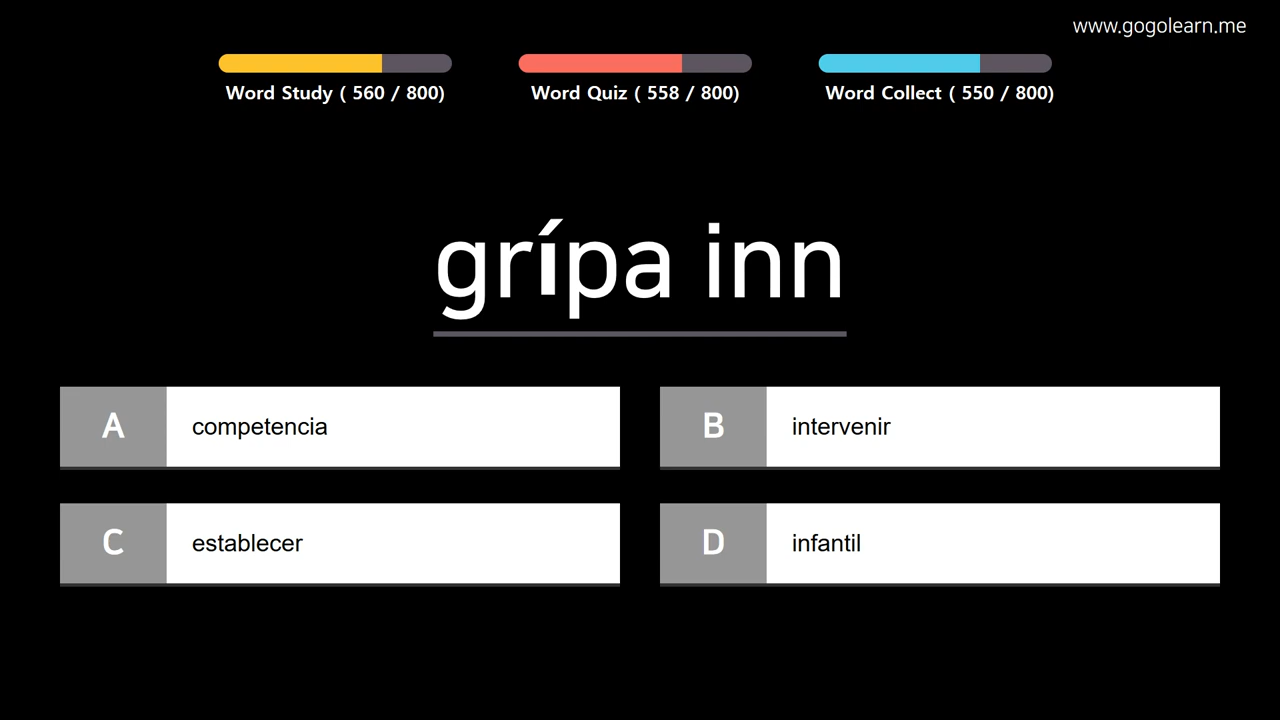 www.gogolearn.me
Word Study ( 560 / 800)
Word Quiz ( 558 / 800)
Word Collect ( 550 / 800)
grípa inn
A competencia
B intervenir
C establecer
D infantil